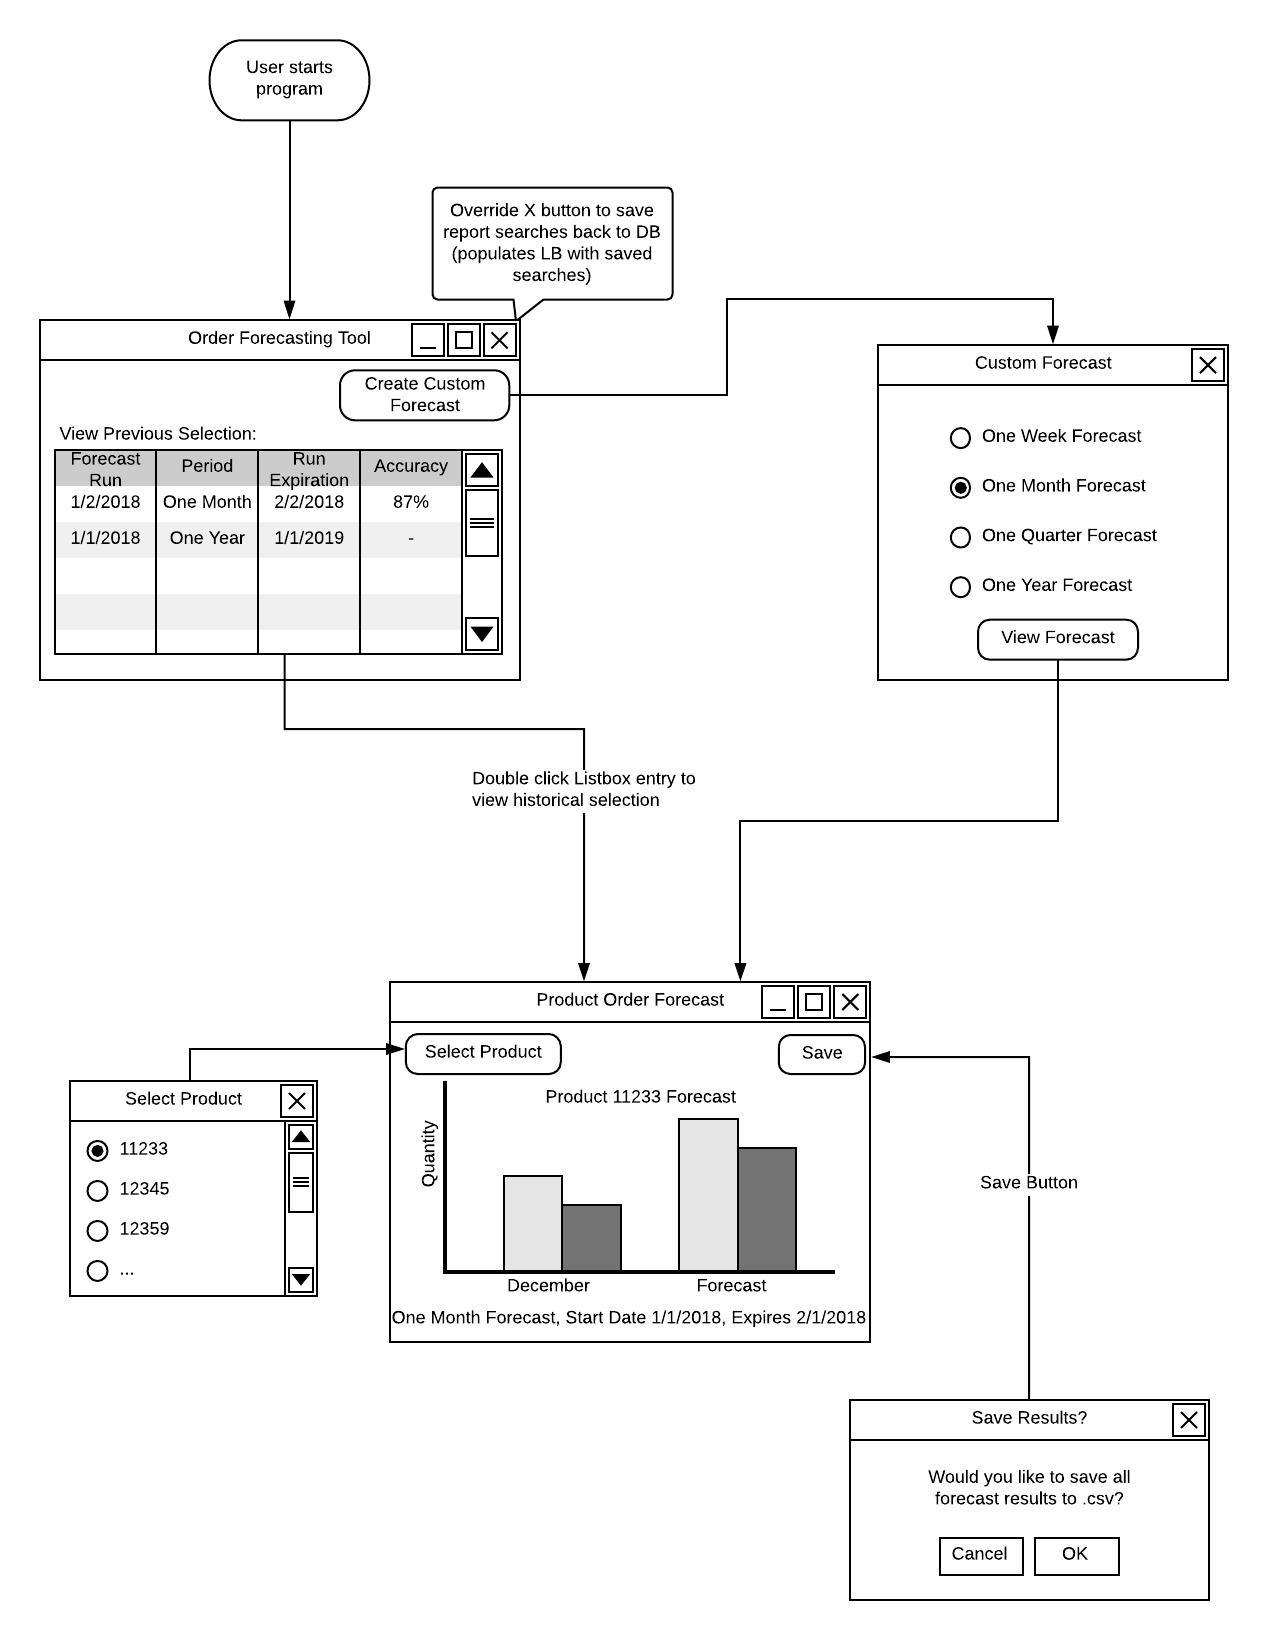 User starts
program
Override X button to save
report searches back to DB
(populates LB with saved
searches)
Order Forecasting Tool
Create Custom
Forecast
View Previous Selection:
Forecast
Run
Period
Run
Expiration
Accuracy
1/2/2018
One Month
2/2/2018
87%
1/1/2018
One Year
1/1/2019
-
Custom Forecast
One Week Forecast
One Month Forecast
One Quarter Forecast
One Year Forecast
View Forecast
Double click Listbox entry to
view historical selection
Product Order Forecast
Select Product
Save
Product 11233 Forecast
Quantity
December
Forecast
One Month Forecast, Start Date 1/1/2018, Expires 2/1/2018
Select Product
11233
12345
12359
...
Save Button
Save Results?
Would you like to save all
forecast results to .csv?
Cancel
OK